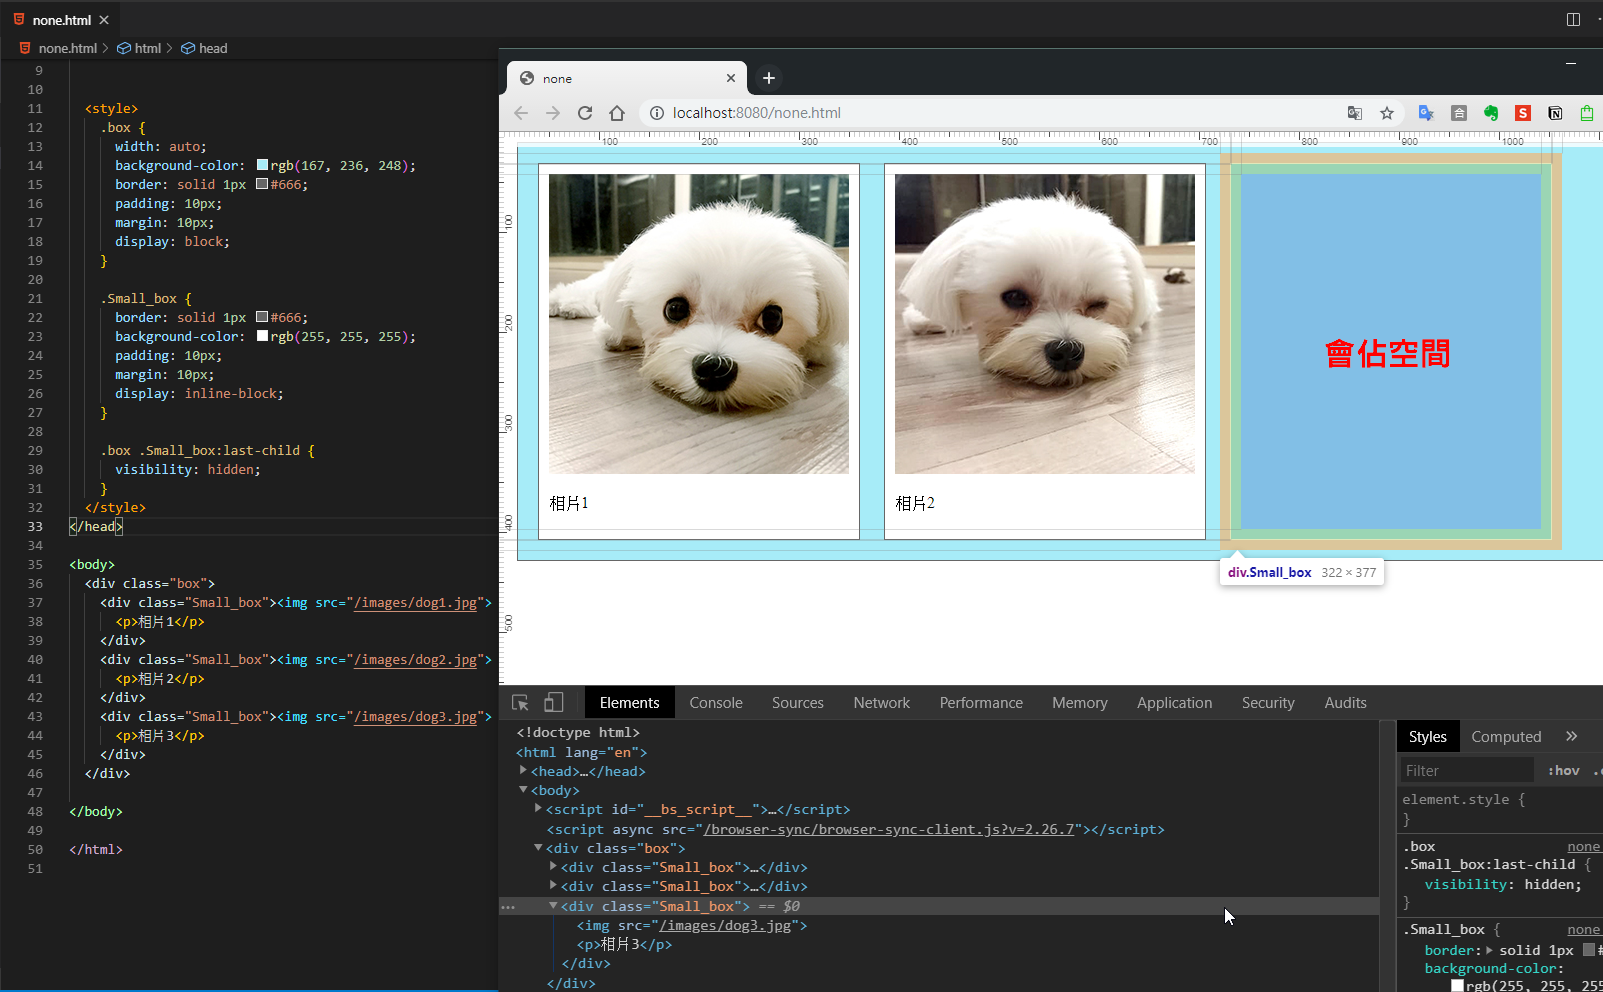 none.html
none.html > html > head
9
10
11 <style>
12 .box {
13 width: auto;
14 background-color: rgb(167, 236, 248);
15 border: solid 1px #666;
16 padding: 10px;
17 margin: 10px;
18 display: block;
19 }
20
21 .Small_box {
22 border: solid 1px #666;
23 background-color: rgb(255, 255, 255);
24 padding: 10px;
25 margin: 10px;
26 display: inline-block;
27 }
28
29 .box .Small_box:last-child {
30 visibility: hidden;
31 }
32 </style>
33 </head>
34
35 <body>
36 <div class="box">
37 <div class="Small_box"><img src="/images/dog1.jpg">
38 <p>相片1</p>
39 </div>
40 <div class="Small_box"><img src="/images/dog2.jpg">
41 <p>相片2</p>
42 </div>
43 <div class="Small_box"><img src="/images/dog3.jpg">
44 <p>相片3</p>
45 </div>
46 </div>
47
48 </body>
49
50 </html>
51
none
localhost:8080/none.html
100 200 300 400 500 600 700 800 900 1000
100
200
300
400
500
相片1
相片2
會佔空間
div.Small_box 322 × 377
Elements Console Sources Network Performance Memory Application Security Audits
<!doctype html>
<html lang="en">
<head>…</head>
<body>
<script id="__bs_script__">…</script>
<script async src="/browser-sync/browser-sync-client.js?v=2.26.7"></script>
<div class="box">
<div class="Small_box">…</div>
<div class="Small_box">…</div>
<div class="Small_box"> == $0
<img src="/images/dog3.jpg">
<p>相片3</p>
</div>
</div>
Styles Computed »
Filter :hov
element.style {
}
.box none
.Small_box:last-child {
visibility: hidden;
}
.Small_box { none
border: solid 1px #
background-color:
rgb(255, 255, 255